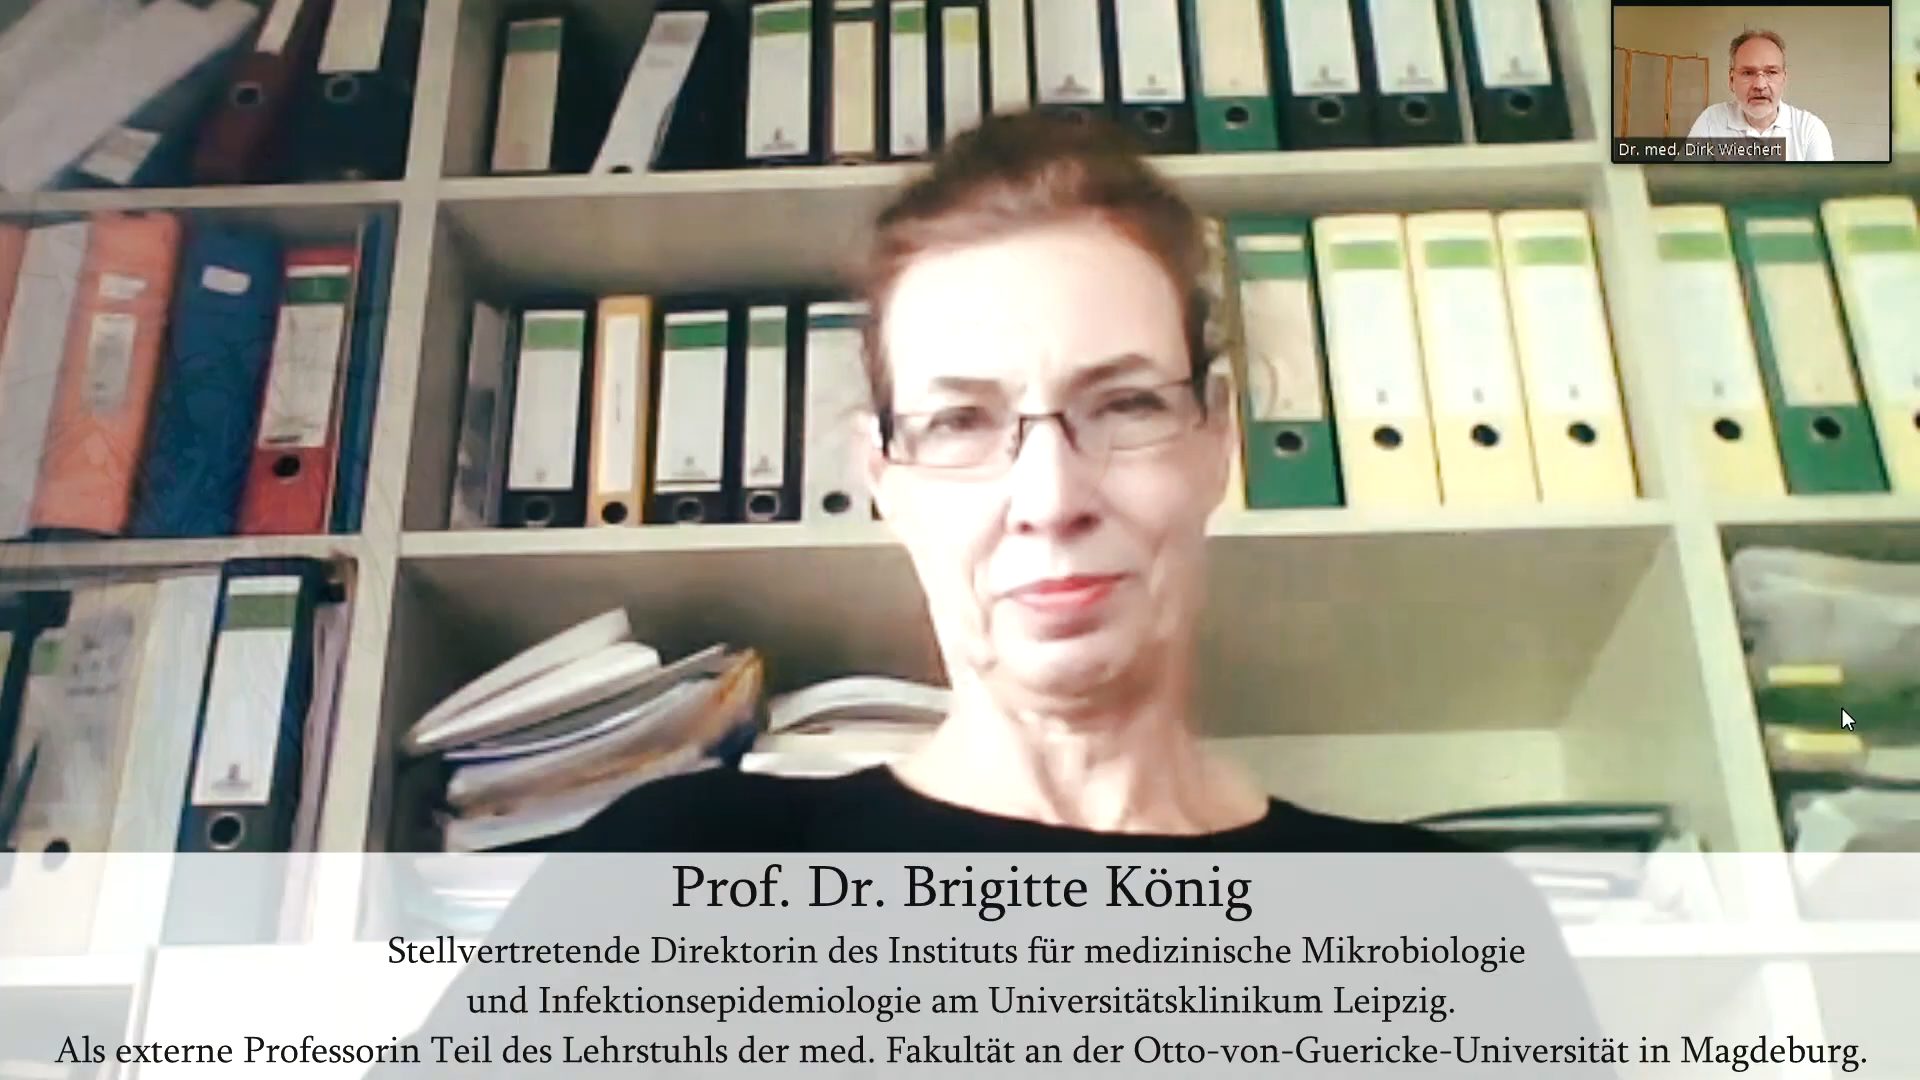 Dr. med. Dirk Wiechert
Prof. Dr. Brigitte König
Stellvertretende Direktorin des Instituts für medizinische Mikrobiologie
und Infektionsepidemiologie am Universitätsklinikum Leipzig.
Als externe Professorin Teil des Lehrstuhls der med. Fakultät an der Otto-von-Guericke-Universität in Magdeburg.